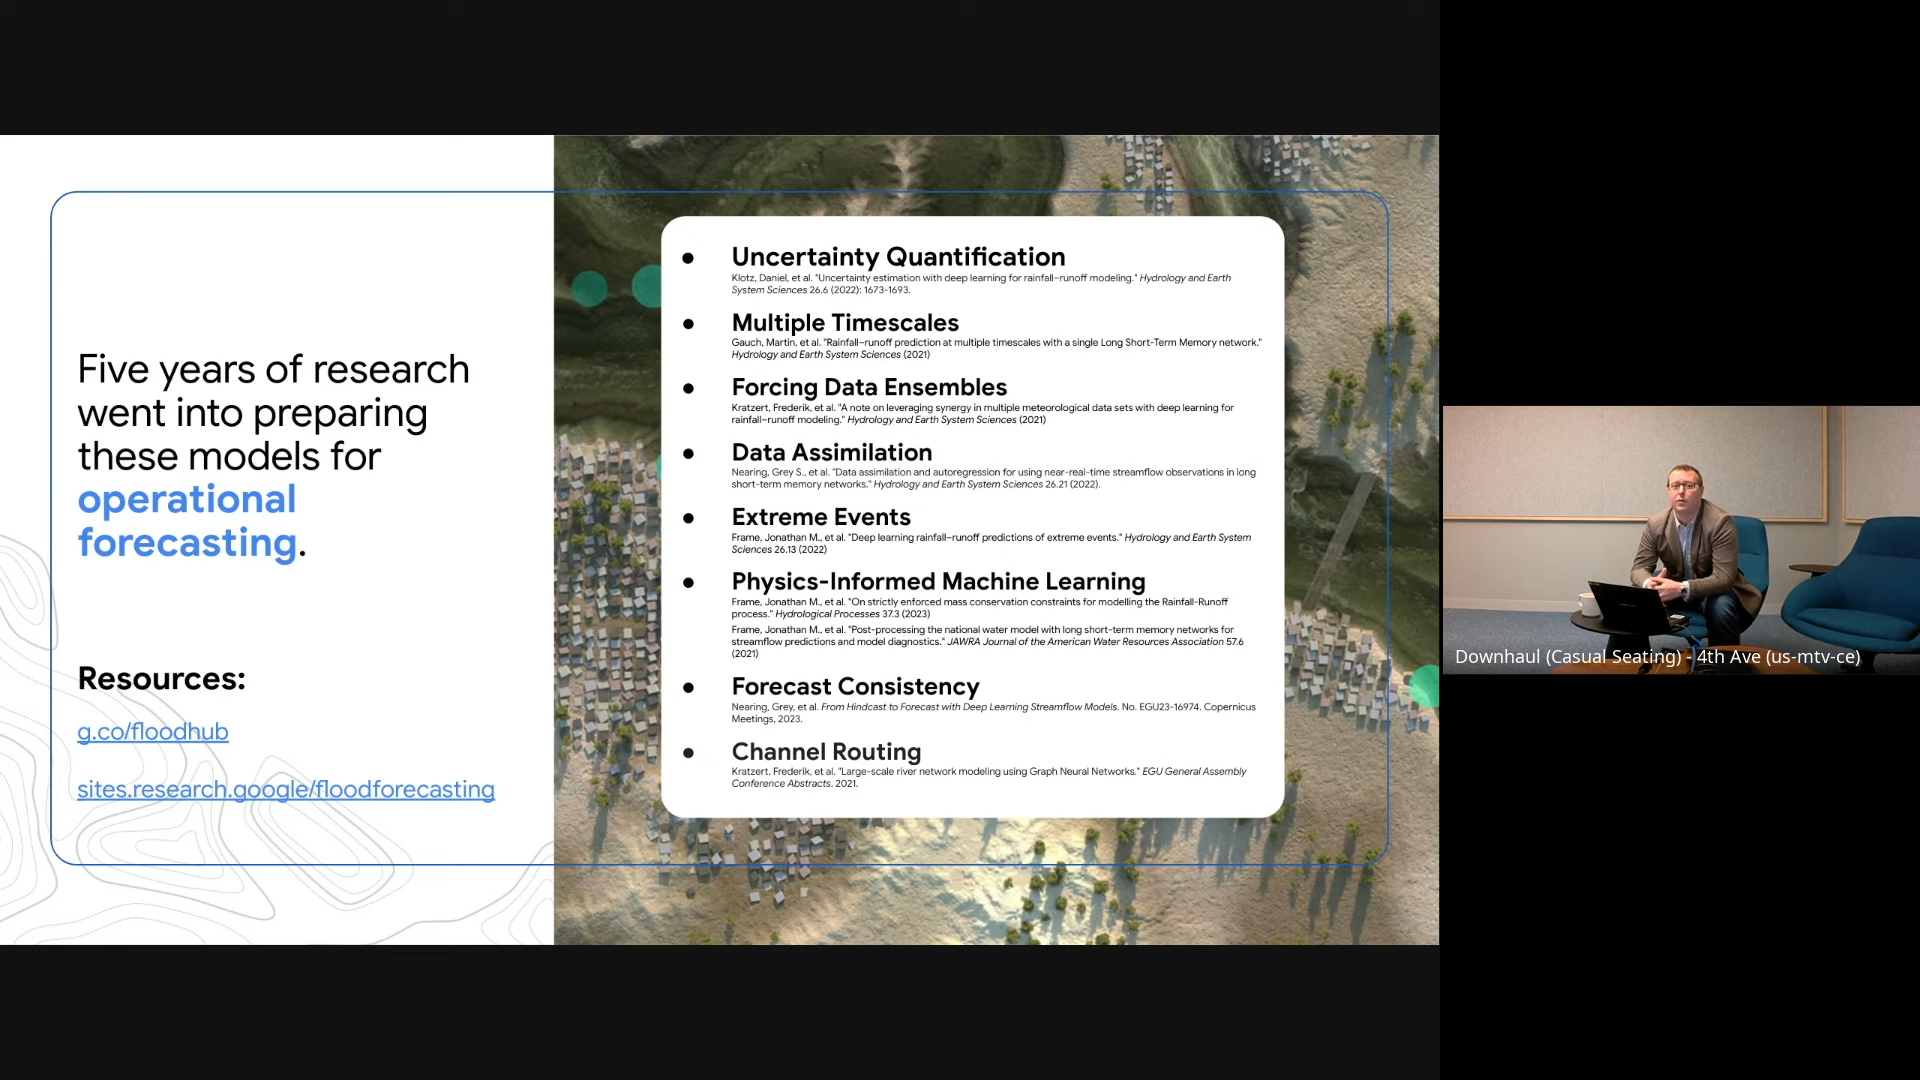 Five years of research
went into preparing
these models for
operational
forecasting.
Resources:
g.co/floodhub
sites.research.google/floodforecasting
● Uncertainty Quantification
Klotz, Daniel, et al. "Uncertainty estimation with deep learning for rainfall–runoff modeling." Hydrology and Earth
System Sciences 26.6 (2022): 1673-1693.
● Multiple Timescales
Gauch, Martin, et al. "Rainfall–runoff prediction at multiple timescales with a single Long Short-Term Memory network."
Hydrology and Earth System Sciences (2021)
● Forcing Data Ensembles
Kratzert, Frederik, et al. "A note on leveraging synergy in multiple meteorological data sets with deep learning for
rainfall–runoff modeling." Hydrology and Earth System Sciences (2021)
● Data Assimilation
Nearing, Grey S., et al. "Data assimilation and autoregression for using near-real-time streamflow observations in long
short-term memory networks." Hydrology and Earth System Sciences 26.21 (2022).
● Extreme Events
Frame, Jonathan M., et al. "Deep learning rainfall–runoff predictions of extreme events." Hydrology and Earth System
Sciences 26.13 (2022)
● Physics-Informed Machine Learning
Frame, Jonathan M., et al. "On strictly enforced mass conservation constraints for modelling the Rainfall-Runoff
process." Hydrological Processes 37.3 (2023)
Frame, Jonathan M., et al. "Post-processing the national water model with long short-term memory networks for
streamflow predictions and model diagnostics." JAWRA Journal of the American Water Resources Association 57.6
(2021)
● Forecast Consistency
Nearing, Grey, et al. From Hindcast to Forecast with Deep Learning Streamflow Models. No. EGU23-16974. Copernicus
Meetings, 2023.
● Channel Routing
Kratzert, Frederik, et al. "Large-scale river network modeling using Graph Neural Networks." EGU General Assembly
Conference Abstracts. 2021.
Downhaul (Casual Seating) - 4th Ave (us-mtv-ce)